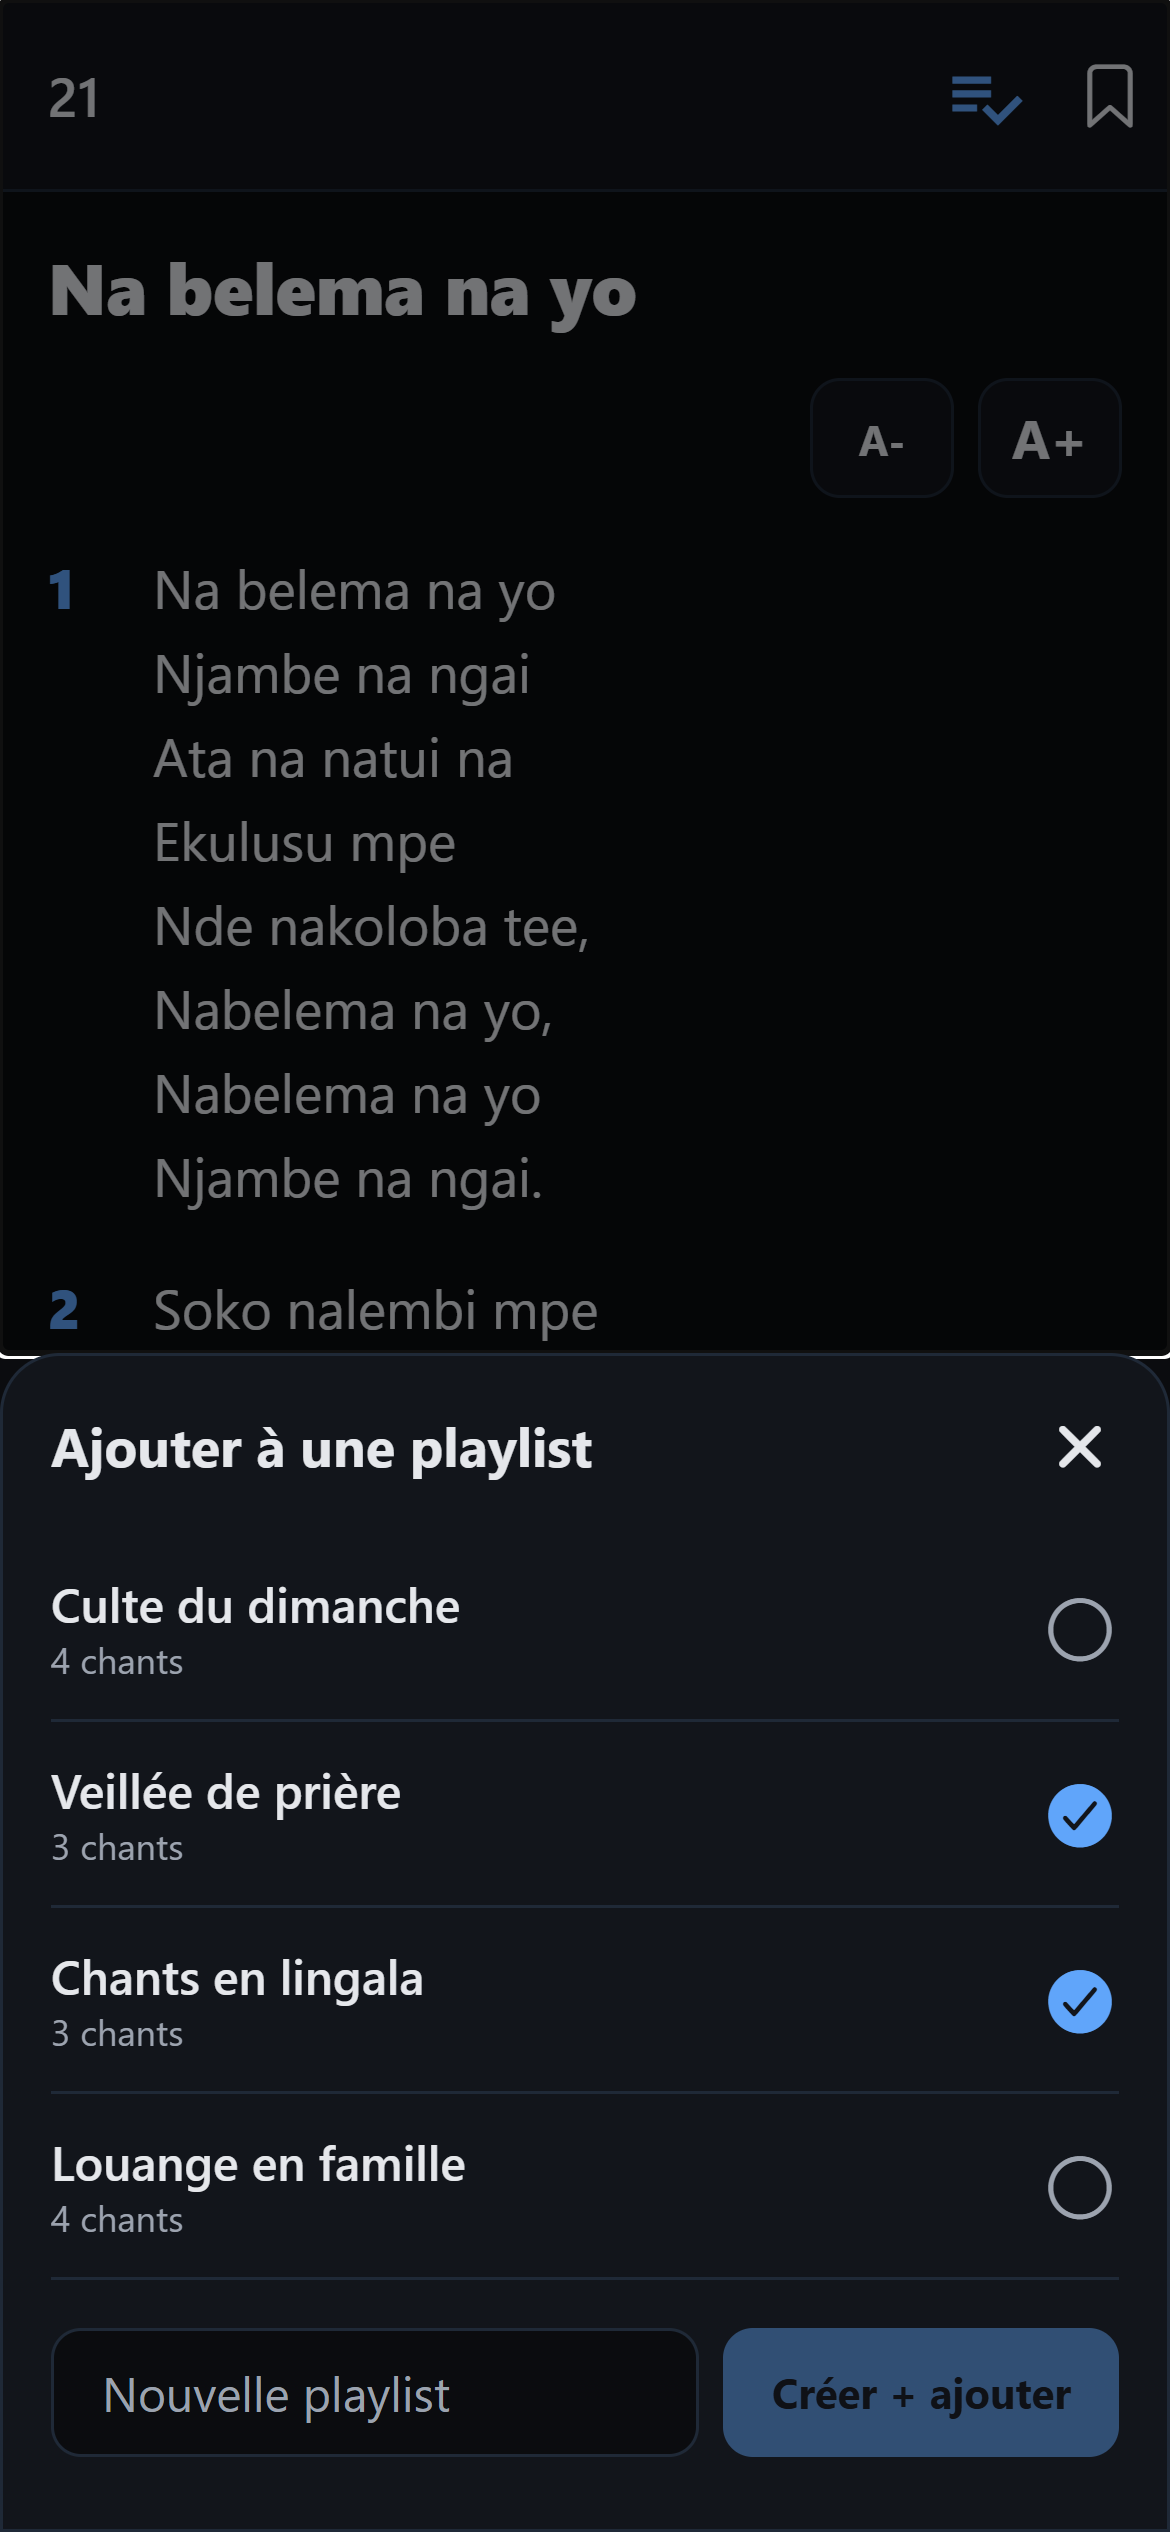 21
Na belema na yo
A- A+
1 Na belema na yo
Njambe na ngai
Ata na natui na
Ekulusu mpe
Nde nakoloba tee,
Nabelema na yo,
Nabelema na yo
Njambe na ngai.
2 Soko nalembi mpe
Ajouter à une playlist
Culte du dimanche
4 chants
Veillée de prière
3 chants
Chants en lingala
3 chants
Louange en famille
4 chants
Nouvelle playlist
Créer + ajouter